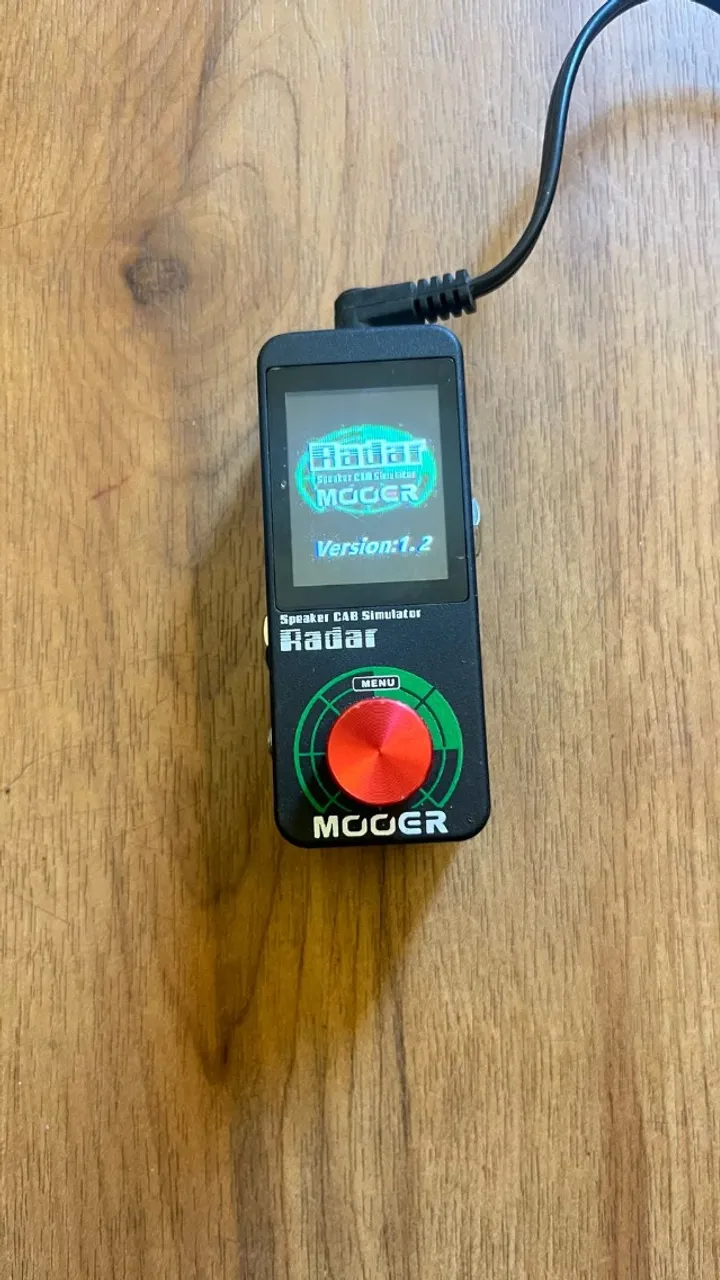 Radar
Speaker CAB Simulator
MOOER
Version:1.2
Speaker CAB Simulator
Radar
MENU
MOOER